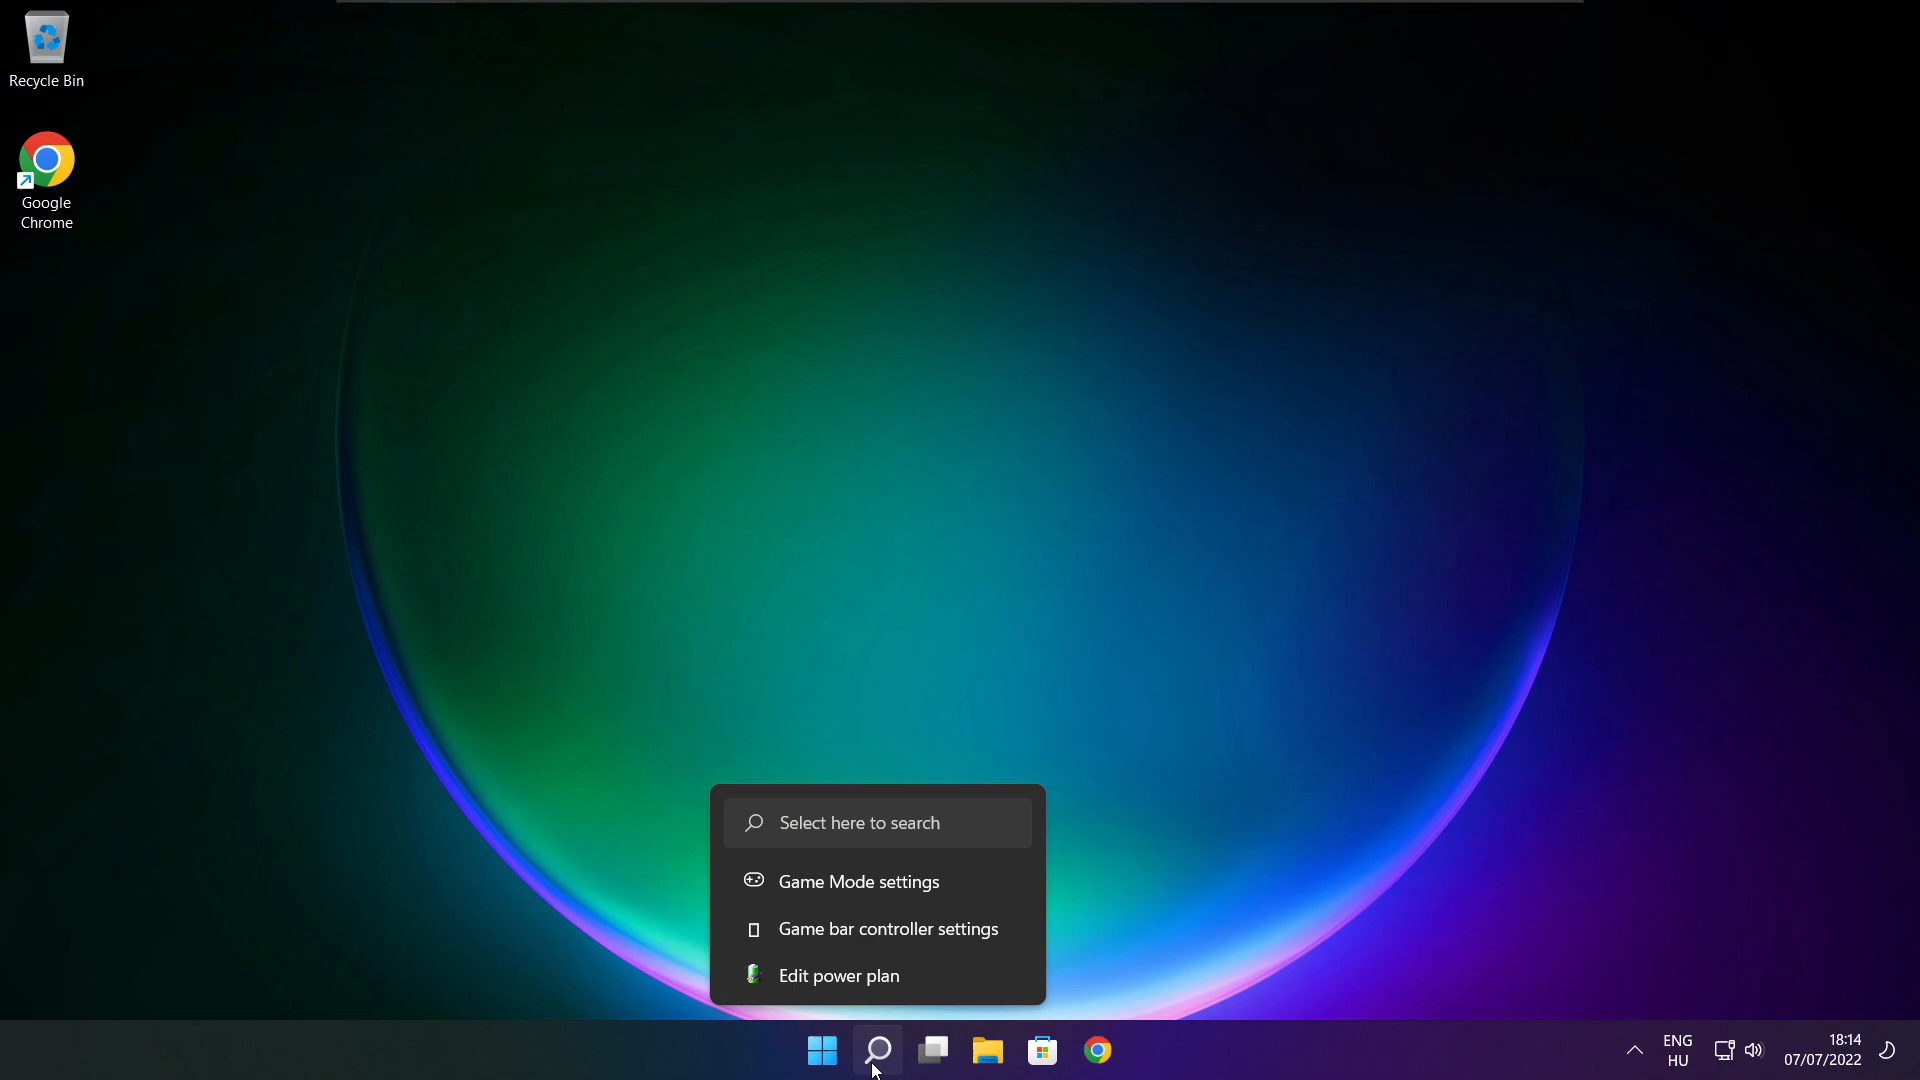 Recycle Bin
Google
Chrome
Select here to search
Game Mode settings
Game bar controller settings
Edit power plan
ENG
HU
18:14
07/07/2022